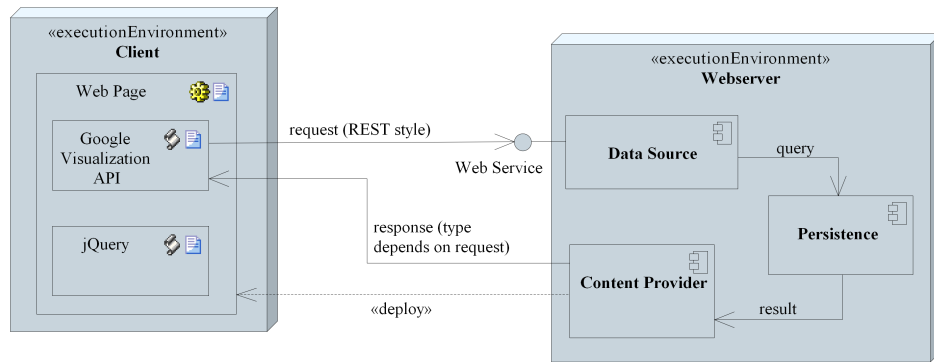 «executionEnvironment»
Client
Web Page
Google
Visualization
API
jQuery
request (REST style)
Web Service
response (type
depends on request)
«deploy»
«executionEnvironment»
Webserver
Data Source
query
Persistence
Content Provider
result